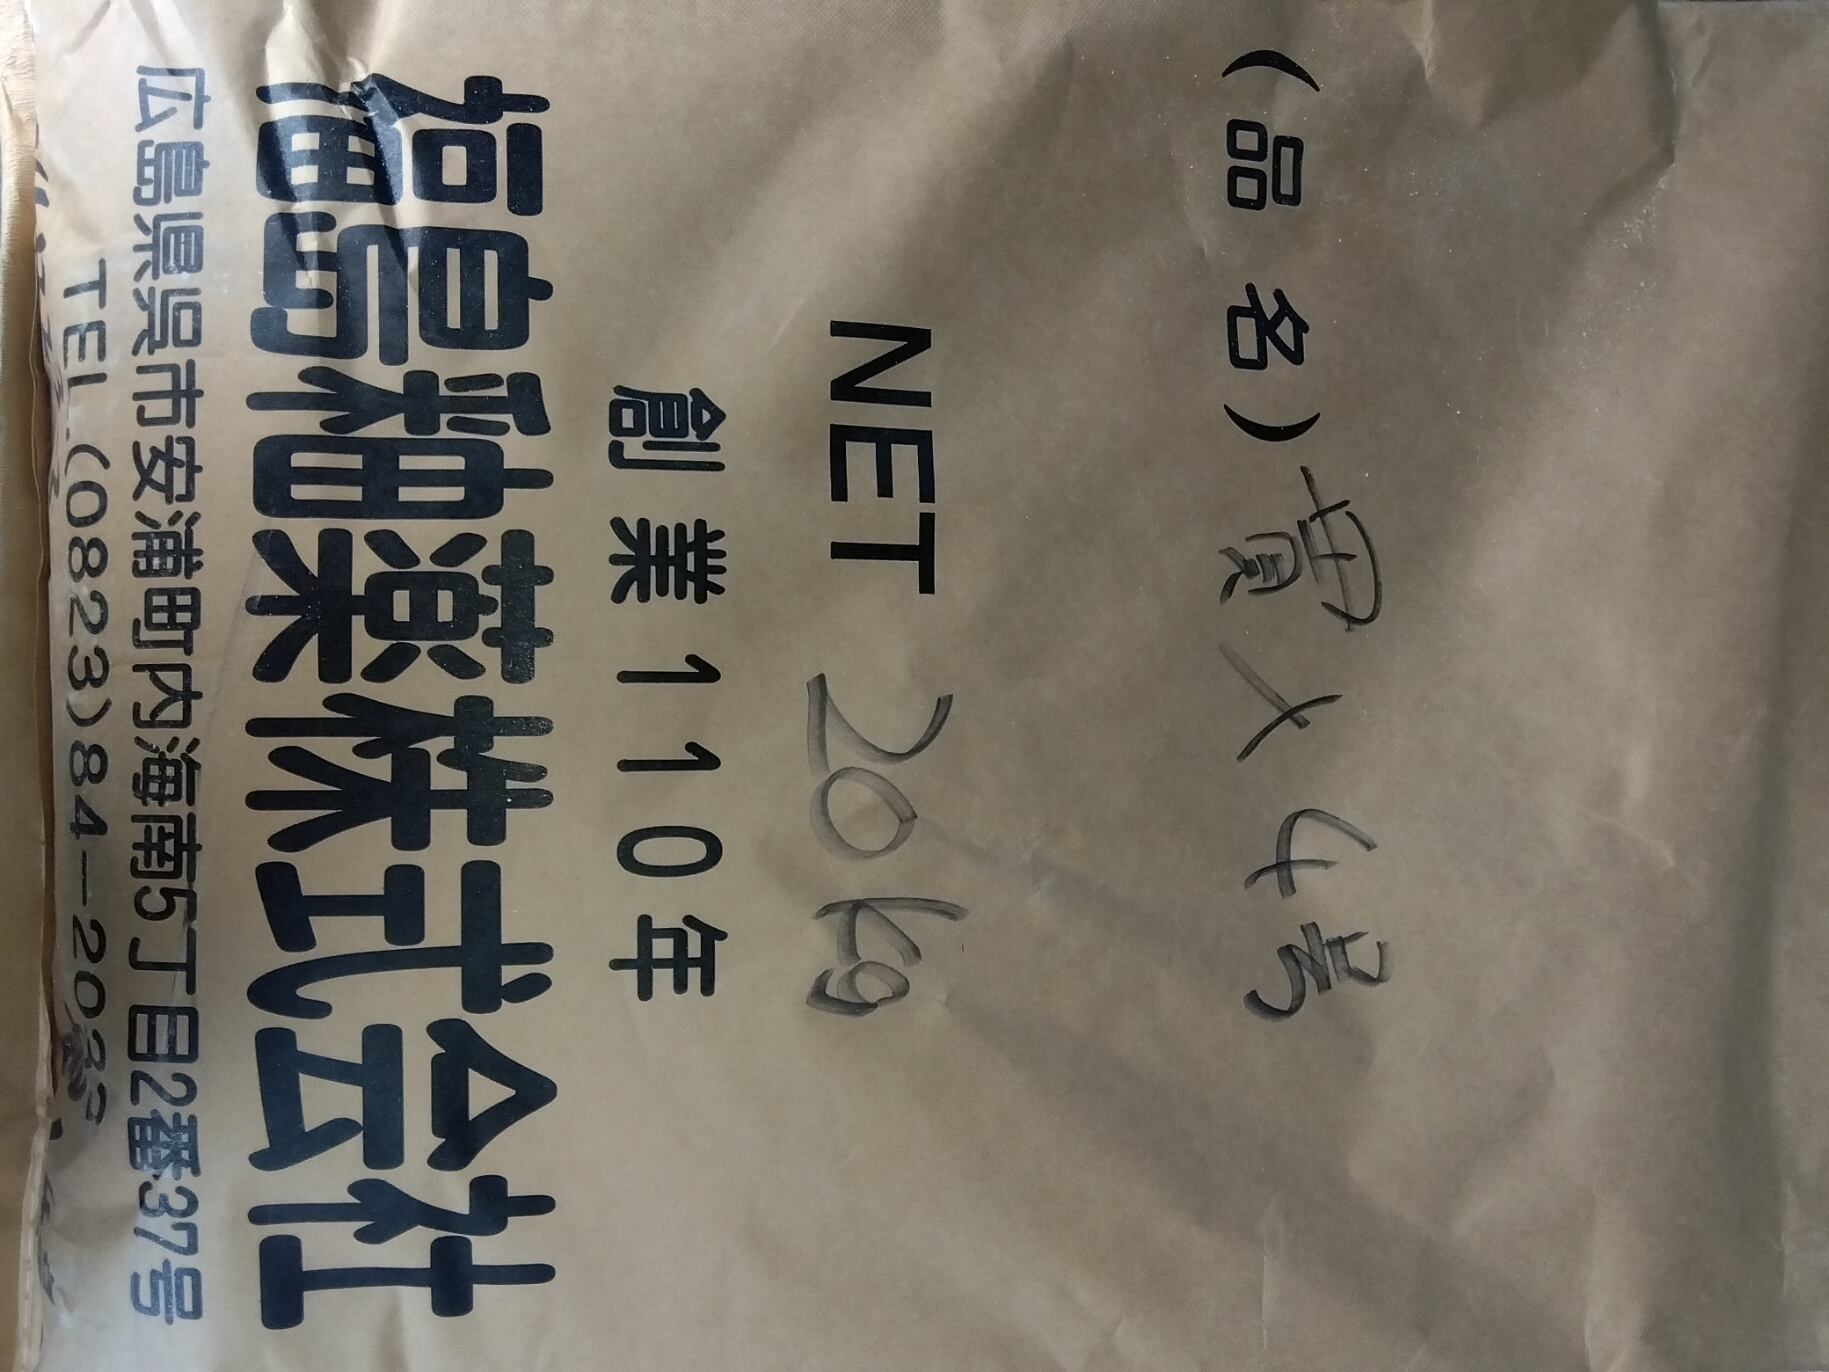 (品名) 貫入4号
NET 20kg
創業110年
福島釉薬株式会社
広島県呉市安浦町内海南5丁目2番37号
TEL.(0823)84-